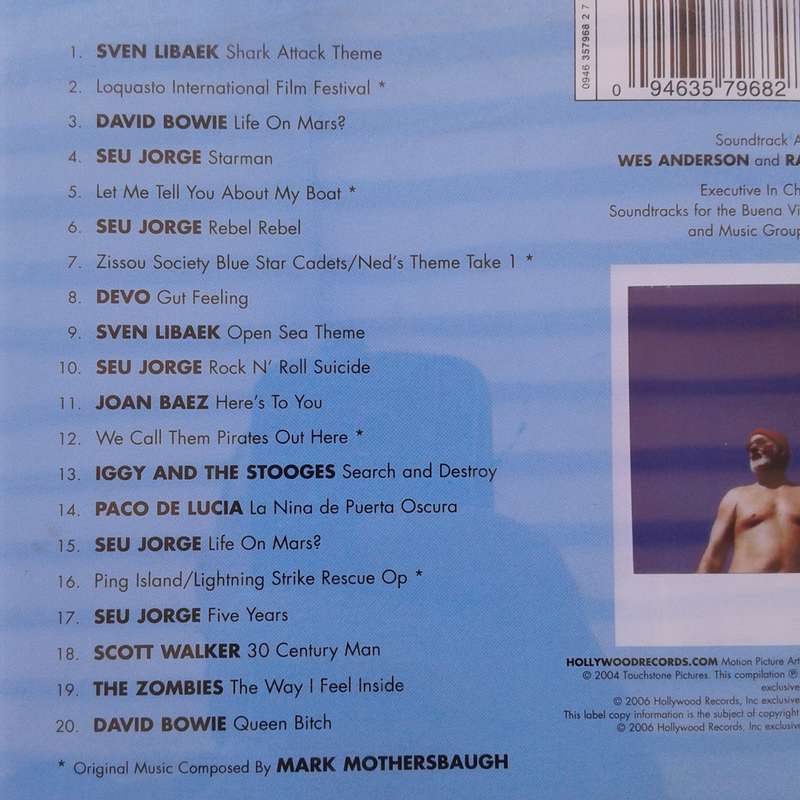 1. SVEN LIBAEK Shark Attack Theme
2. Loquasto International Film Festival *
3. DAVID BOWIE Life On Mars?
4. SEU JORGE Starman
5. Let Me Tell You About My Boat *
6. SEU JORGE Rebel Rebel
7. Zissou Society Blue Star Cadets/Ned's Theme Take 1 *
8. DEVO Gut Feeling
9. SVEN LIBAEK Open Sea Theme
10. SEU JORGE Rock N' Roll Suicide
11. JOAN BAEZ Here's To You
12. We Call Them Pirates Out Here *
13. IGGY AND THE STOOGES Search and Destroy
14. PACO DE LUCIA La Nina de Puerta Oscura
15. SEU JORGE Life On Mars?
16. Ping Island/Lightning Strike Rescue Op *
17. SEU JORGE Five Years
18. SCOTT WALKER 30 Century Man
19. THE ZOMBIES The Way I Feel Inside
20. DAVID BOWIE Queen Bitch
* Original Music Composed By MARK MOTHERSBAUGH
0946 357968 2 7
0 94635 79682
Soundtrack A
WES ANDERSON and RA
Executive In Ch
Soundtracks for the Buena Vi
and Music Group
HOLLYWOODRECORDS.COM Motion Picture Art
© 2004 Touchstone Pictures. This compilation ℗
exclusive
© 2006 Hollywood Records, Inc exclusive
This label copy information is the subject of copyright
© 2006 Hollywood Records, Inc exclusive